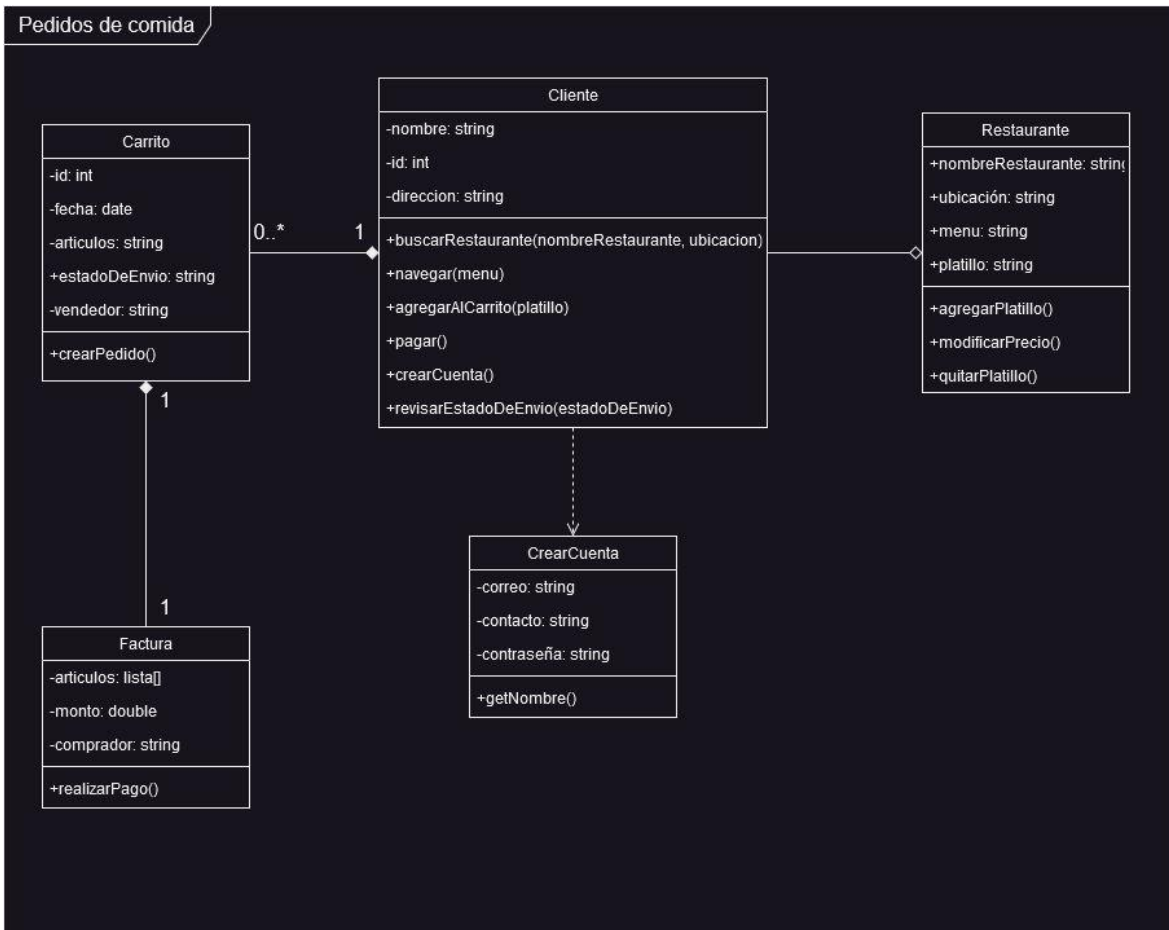 Pedidos de comida
Cliente
-nombre: string
-id: int
-direccion: string
+buscarRestaurante(nombreRestaurante, ubicacion)
+navegar(menu)
+agregarAlCarrito(platillo)
+pagar()
+crearCuenta()
+revisarEstadoDeEnvio(estadoDeEnvio)
Carrito
-id: int
-fecha: date
-articulos: string
+estadoDeEnvio: string
-vendedor: string
+crearPedido()
0..*
1
Restaurante
+nombreRestaurante: string
+ubicación: string
+menu: string
+platillo: string
+agregarPlatillo()
+modificarPrecio()
+quitarPlatillo()
1
1
CrearCuenta
-correo: string
-contacto: string
-contraseña: string
+getNombre()
Factura
-articulos: lista[]
-monto: double
-comprador: string
+realizarPago()